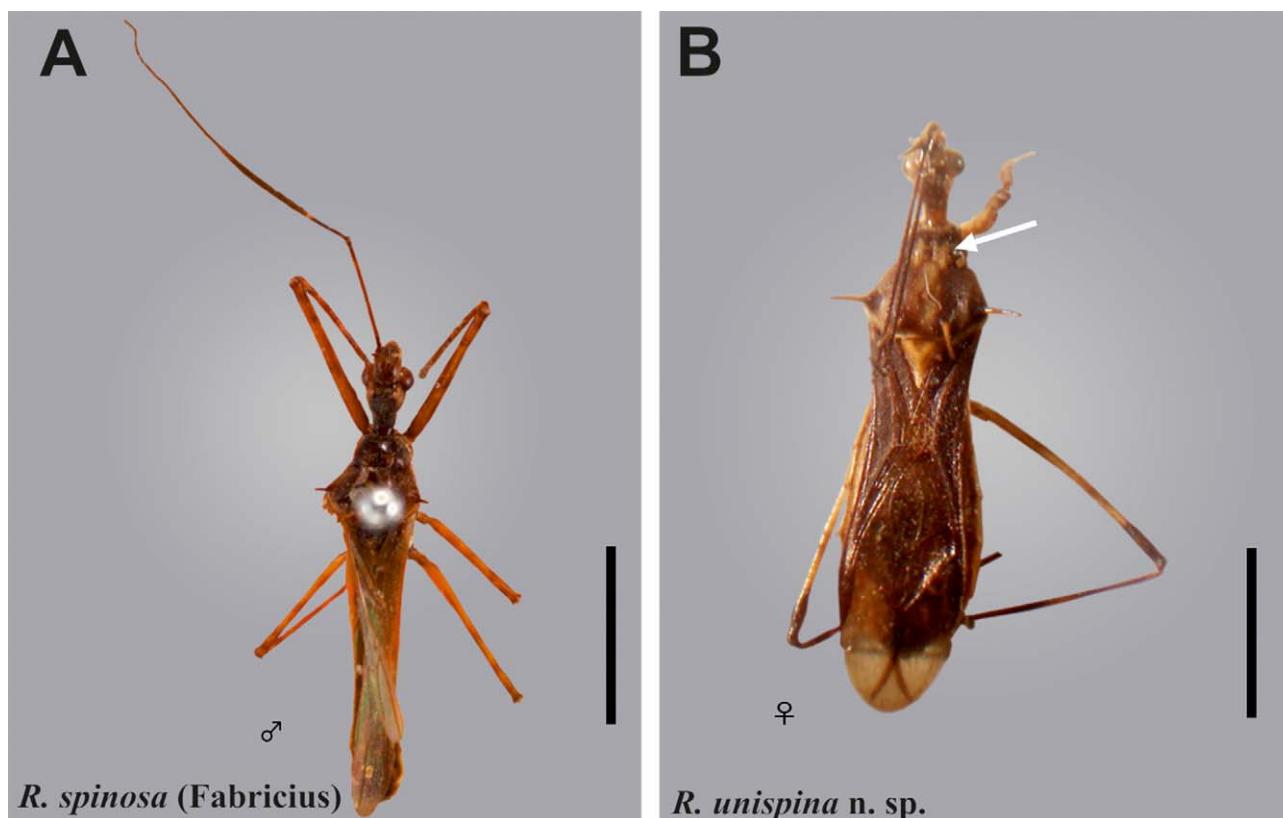 A
B
♂
♀
R. spinosa (Fabricius)
R. unispina n. sp.